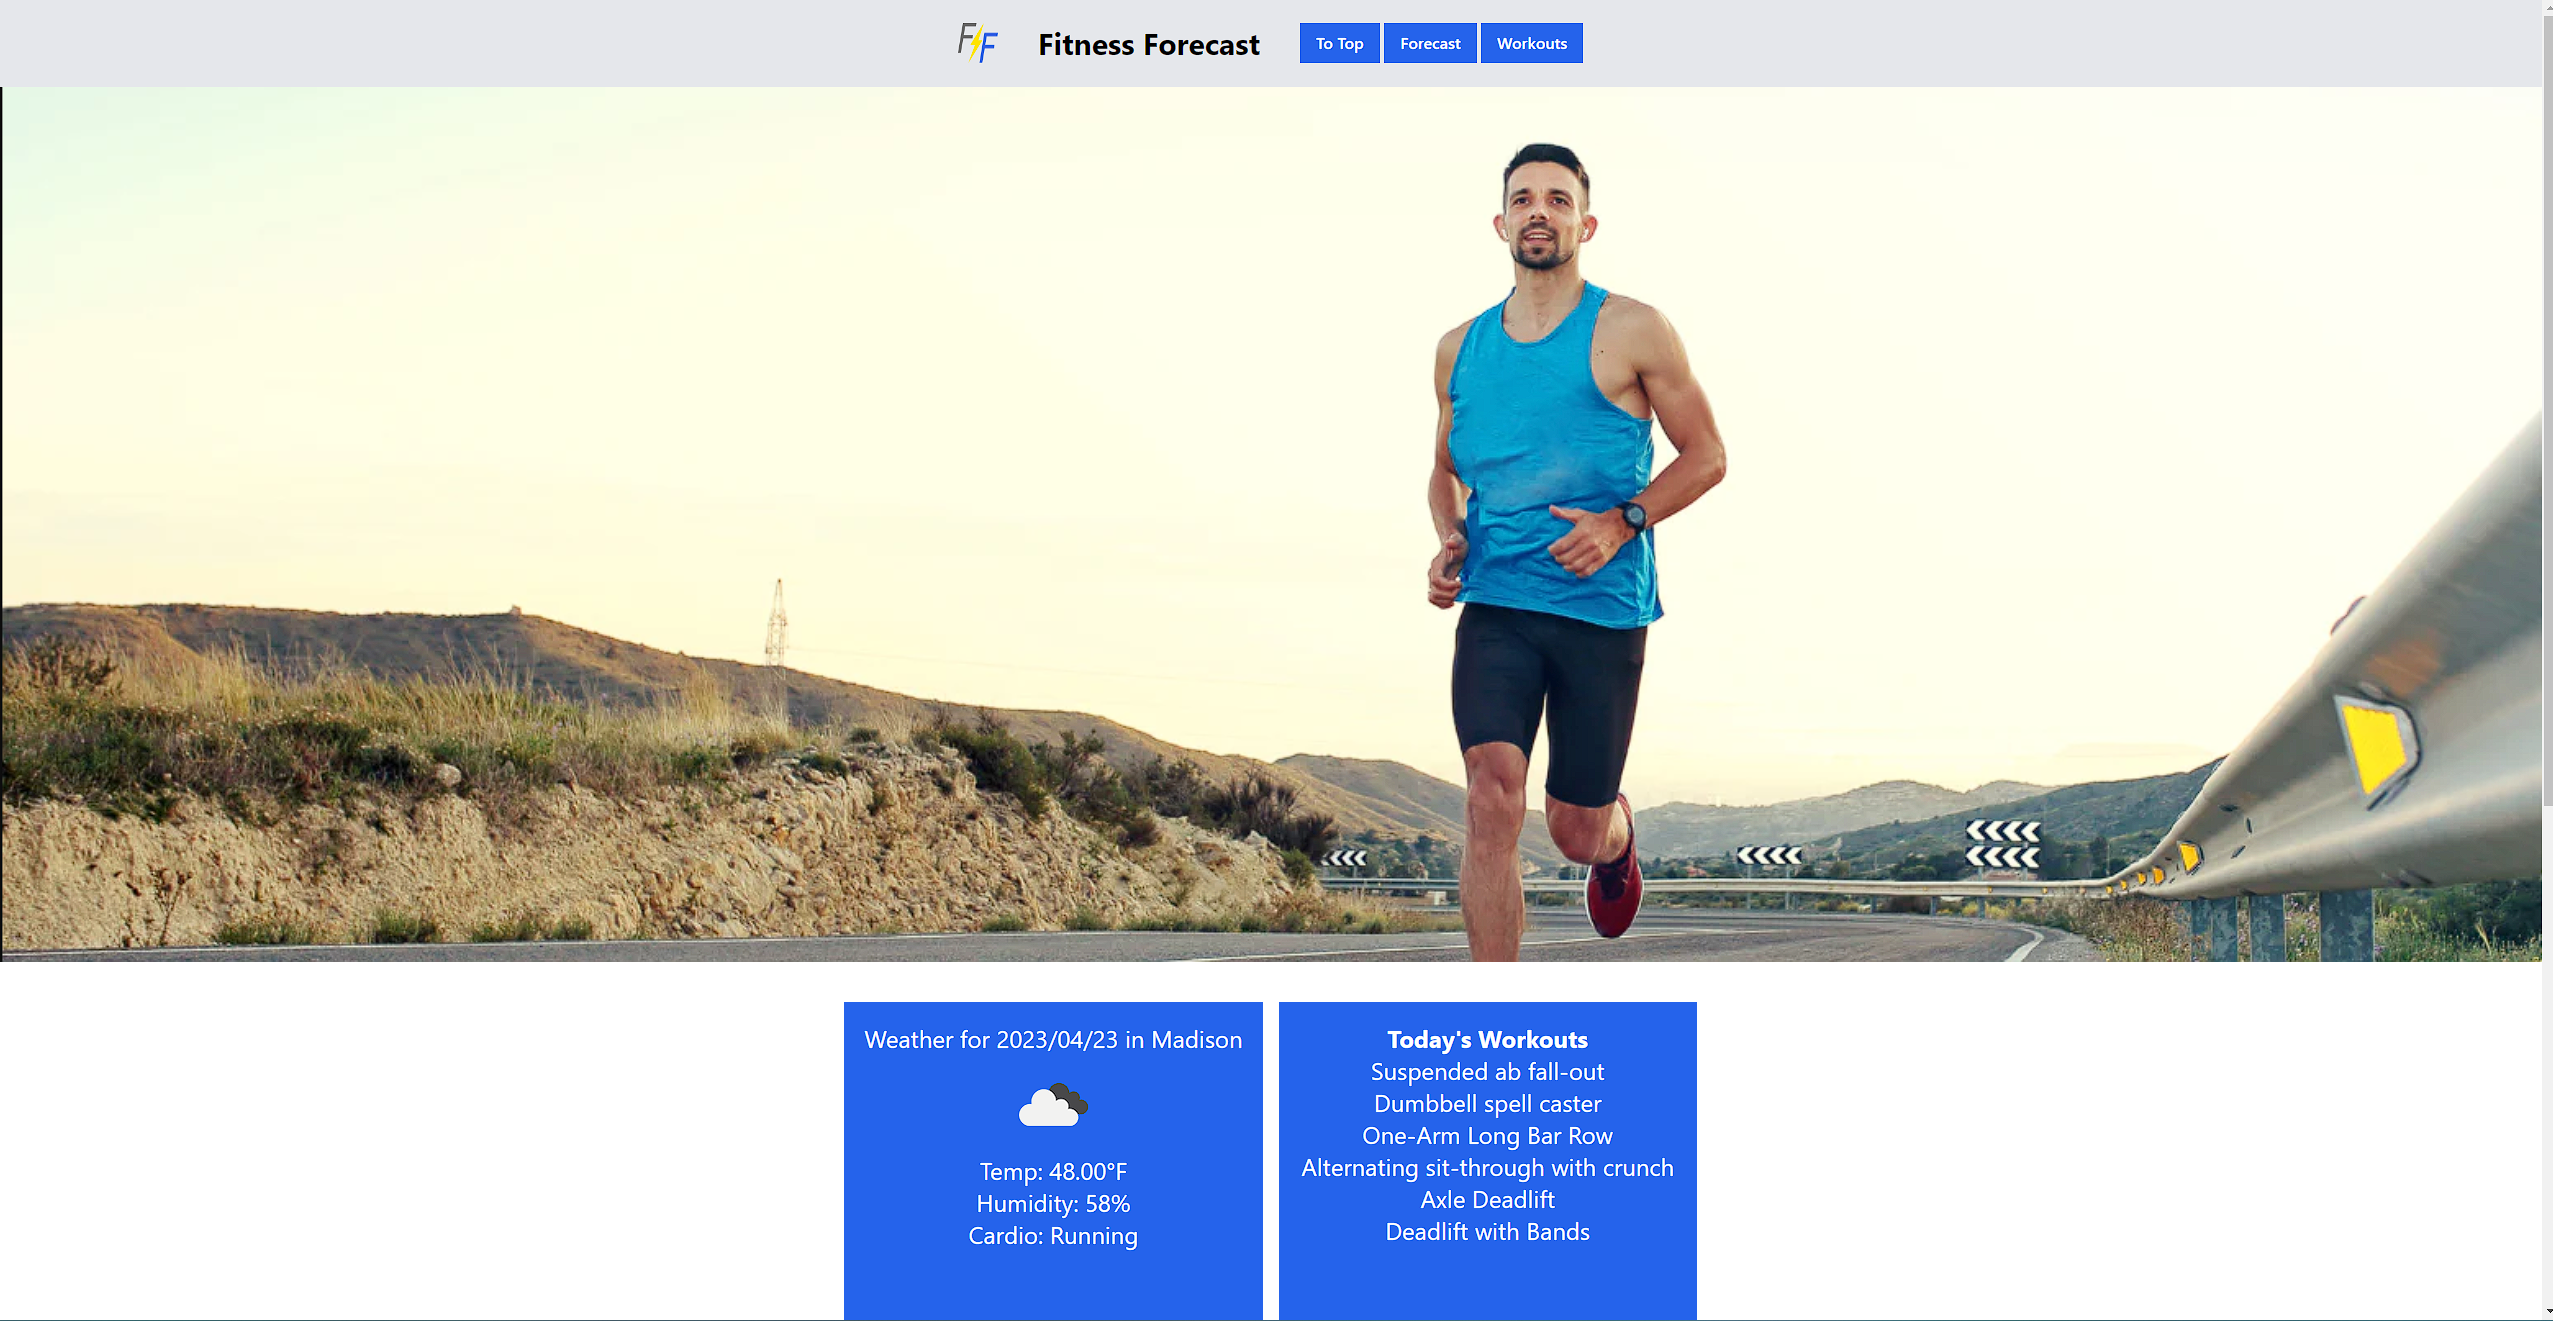 FF
Fitness Forecast
To Top
Forecast
Workouts
Weather for 2023/04/23 in Madison
Temp: 48.00°F
Humidity: 58%
Cardio: Running
Today's Workouts
Suspended ab fall-out
Dumbbell spell caster
One-Arm Long Bar Row
Alternating sit-through with crunch
Axle Deadlift
Deadlift with Bands